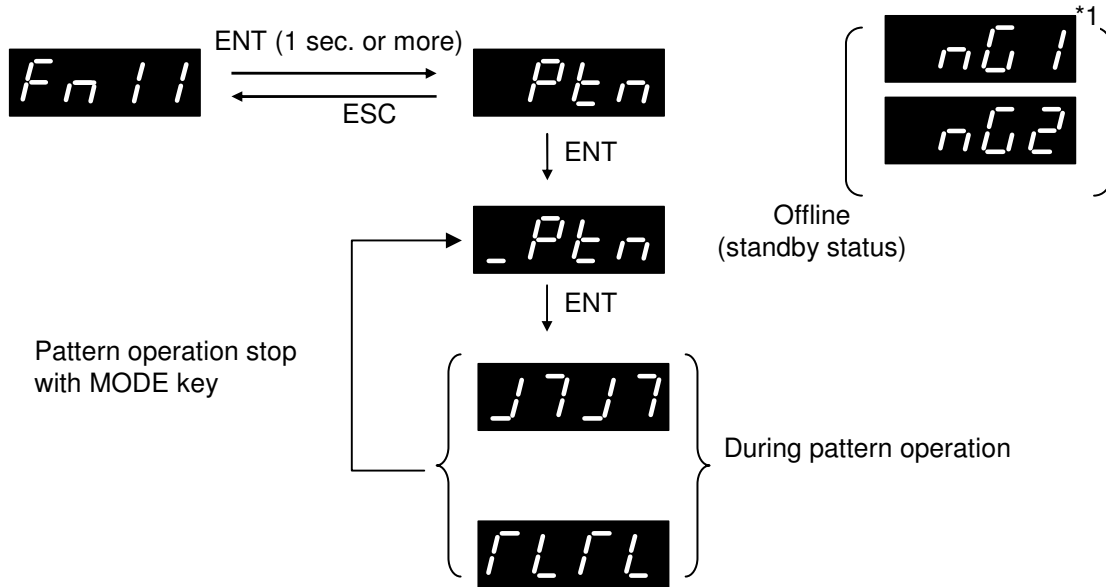 *1
ENT (1 sec. or more)
Fn11
Ptn
nG1
ESC
nG2
ENT
Offline
(standby status)
_Ptn
ENT
Pattern operation stop
with MODE key
During pattern operation